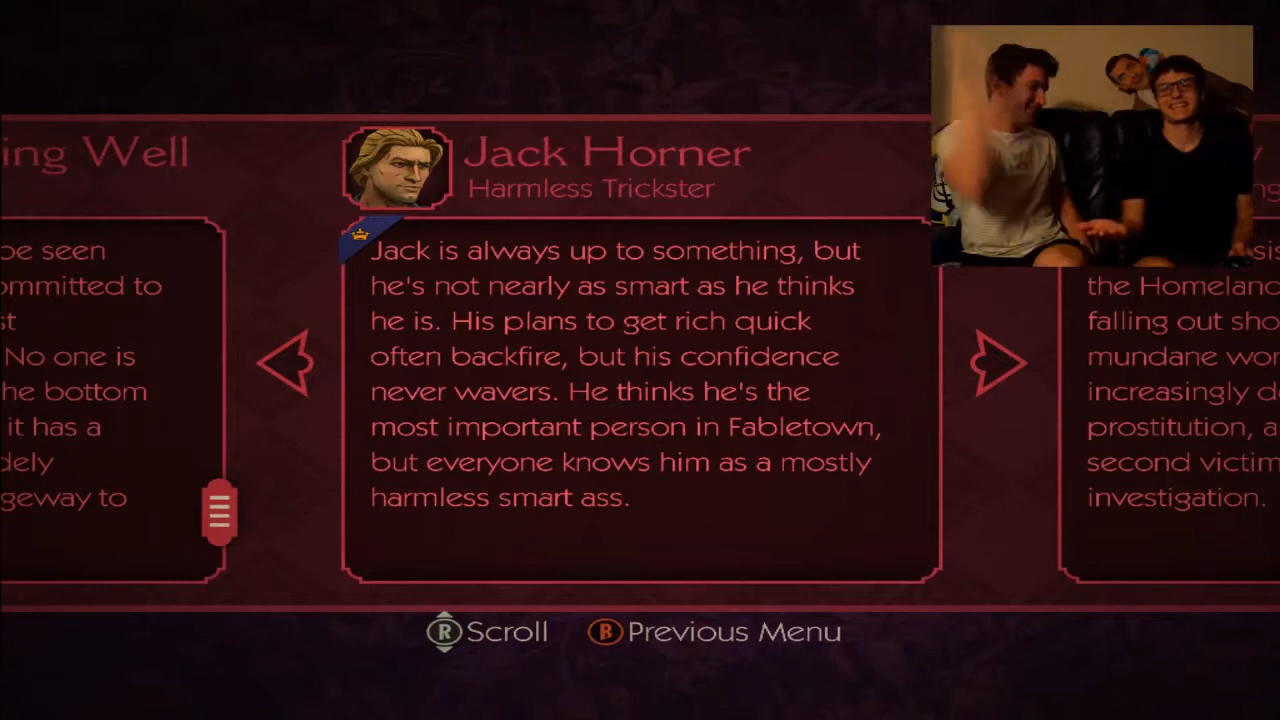 ing Well
be seen
ommitted to
st
No one is
he bottom
it has a
dely
geway to
Jack Horner
Harmless Trickster
Jack is always up to something, but
he's not nearly as smart as he thinks
he is. His plans to get rich quick
often backfire, but his confidence
never wavers. He thinks he's the
most important person in Fabletown,
but everyone knows him as a mostly
harmless smart ass.
the Homelan
falling out sho
mundane wor
increasingly d
prostitution, a
second victim
investigation.
R Scroll
B Previous Menu